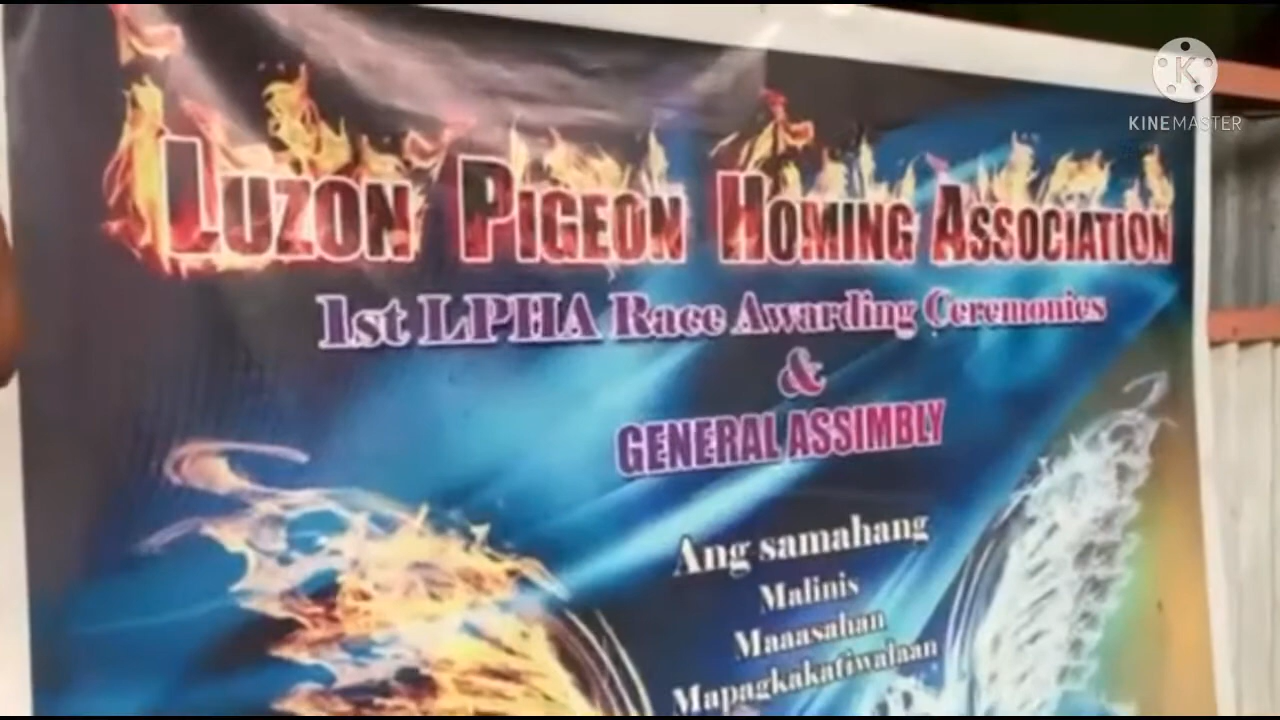 KINEMASTER
LUZON PIGEON HOMING ASSOCIATION
1st LPHA Race Awarding Ceremonies
&
GENERAL ASSIMBLY
Ang samahang
Malinis
Maaasahan
Mapagkakatiwalaan